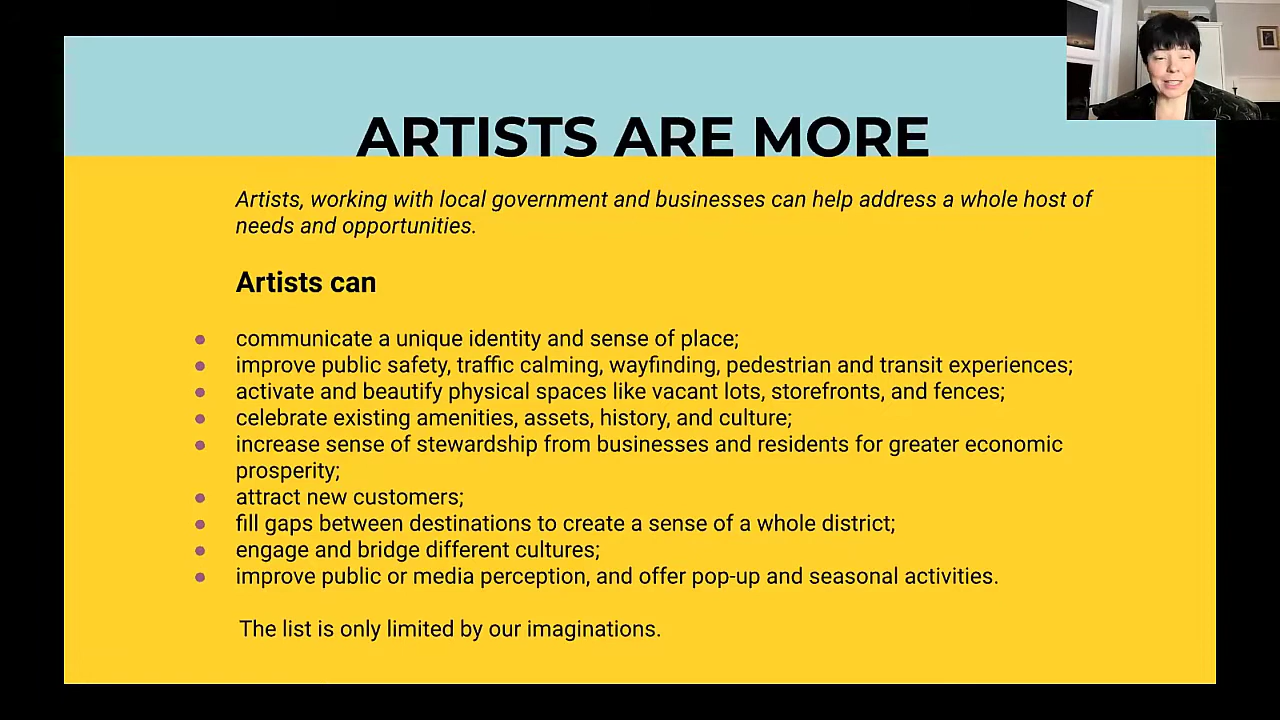 ARTISTS ARE MORE
Artists, working with local government and businesses can help address a whole host of
needs and opportunities.
Artists can
communicate a unique identity and sense of place;
improve public safety, traffic calming, wayfinding, pedestrian and transit experiences;
activate and beautify physical spaces like vacant lots, storefronts, and fences;
celebrate existing amenities, assets, history, and culture;
increase sense of stewardship from businesses and residents for greater economic
prosperity;
attract new customers;
fill gaps between destinations to create a sense of a whole district;
engage and bridge different cultures;
improve public or media perception, and offer pop-up and seasonal activities.
The list is only limited by our imaginations.